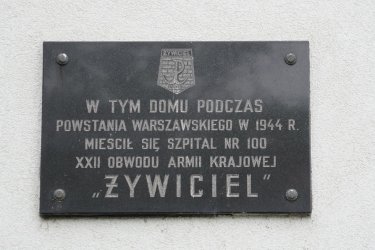 ŻYWICIEL
W TYM DOMU PODCZAS
POWSTANIA WARSZAWSKIEGO W 1944 R.
MIEŚCIŁ SIĘ SZPITAL NR 100
XXII OBWODU ARMII KRAJOWEJ
„ŻYWICIEL”